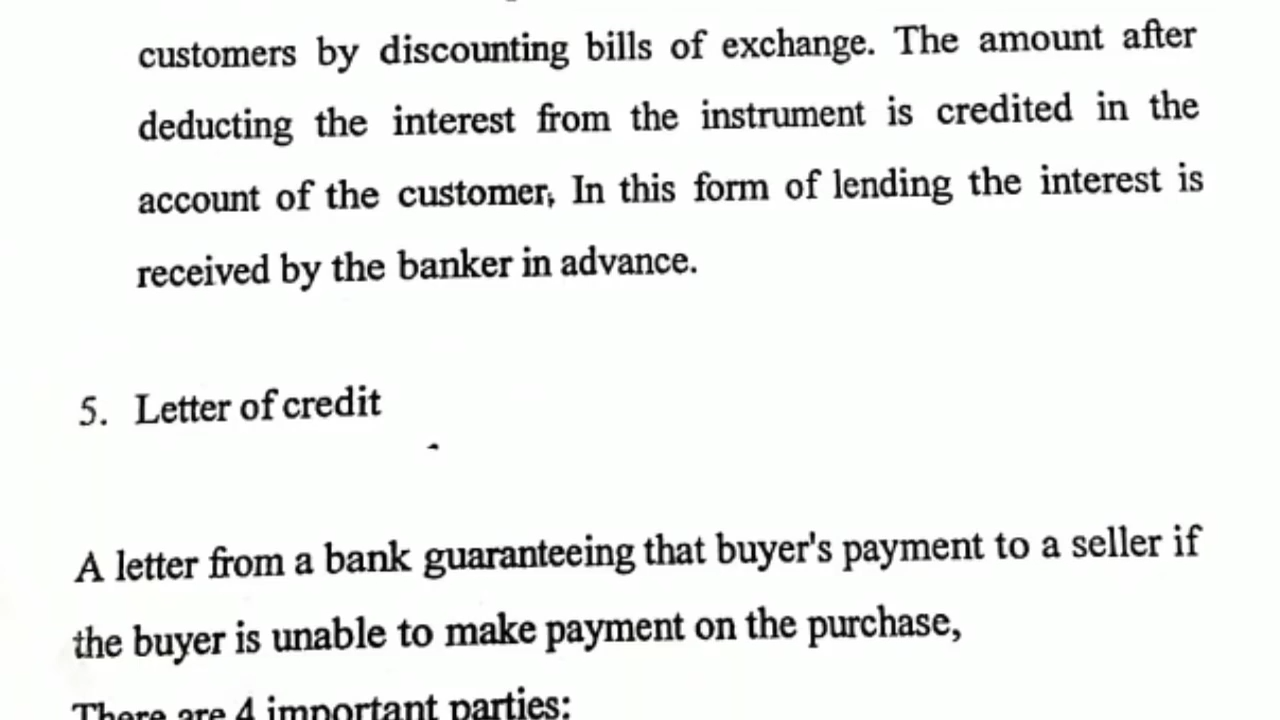 customers by discounting bills of exchange. The amount after
deducting the interest from the instrument is credited in the
account of the customer, In this form of lending the interest is
received by the banker in advance.
5. Letter of credit
A letter from a bank guaranteeing that buyer's payment to a seller if
the buyer is unable to make payment on the purchase,
There are 4 important parties: